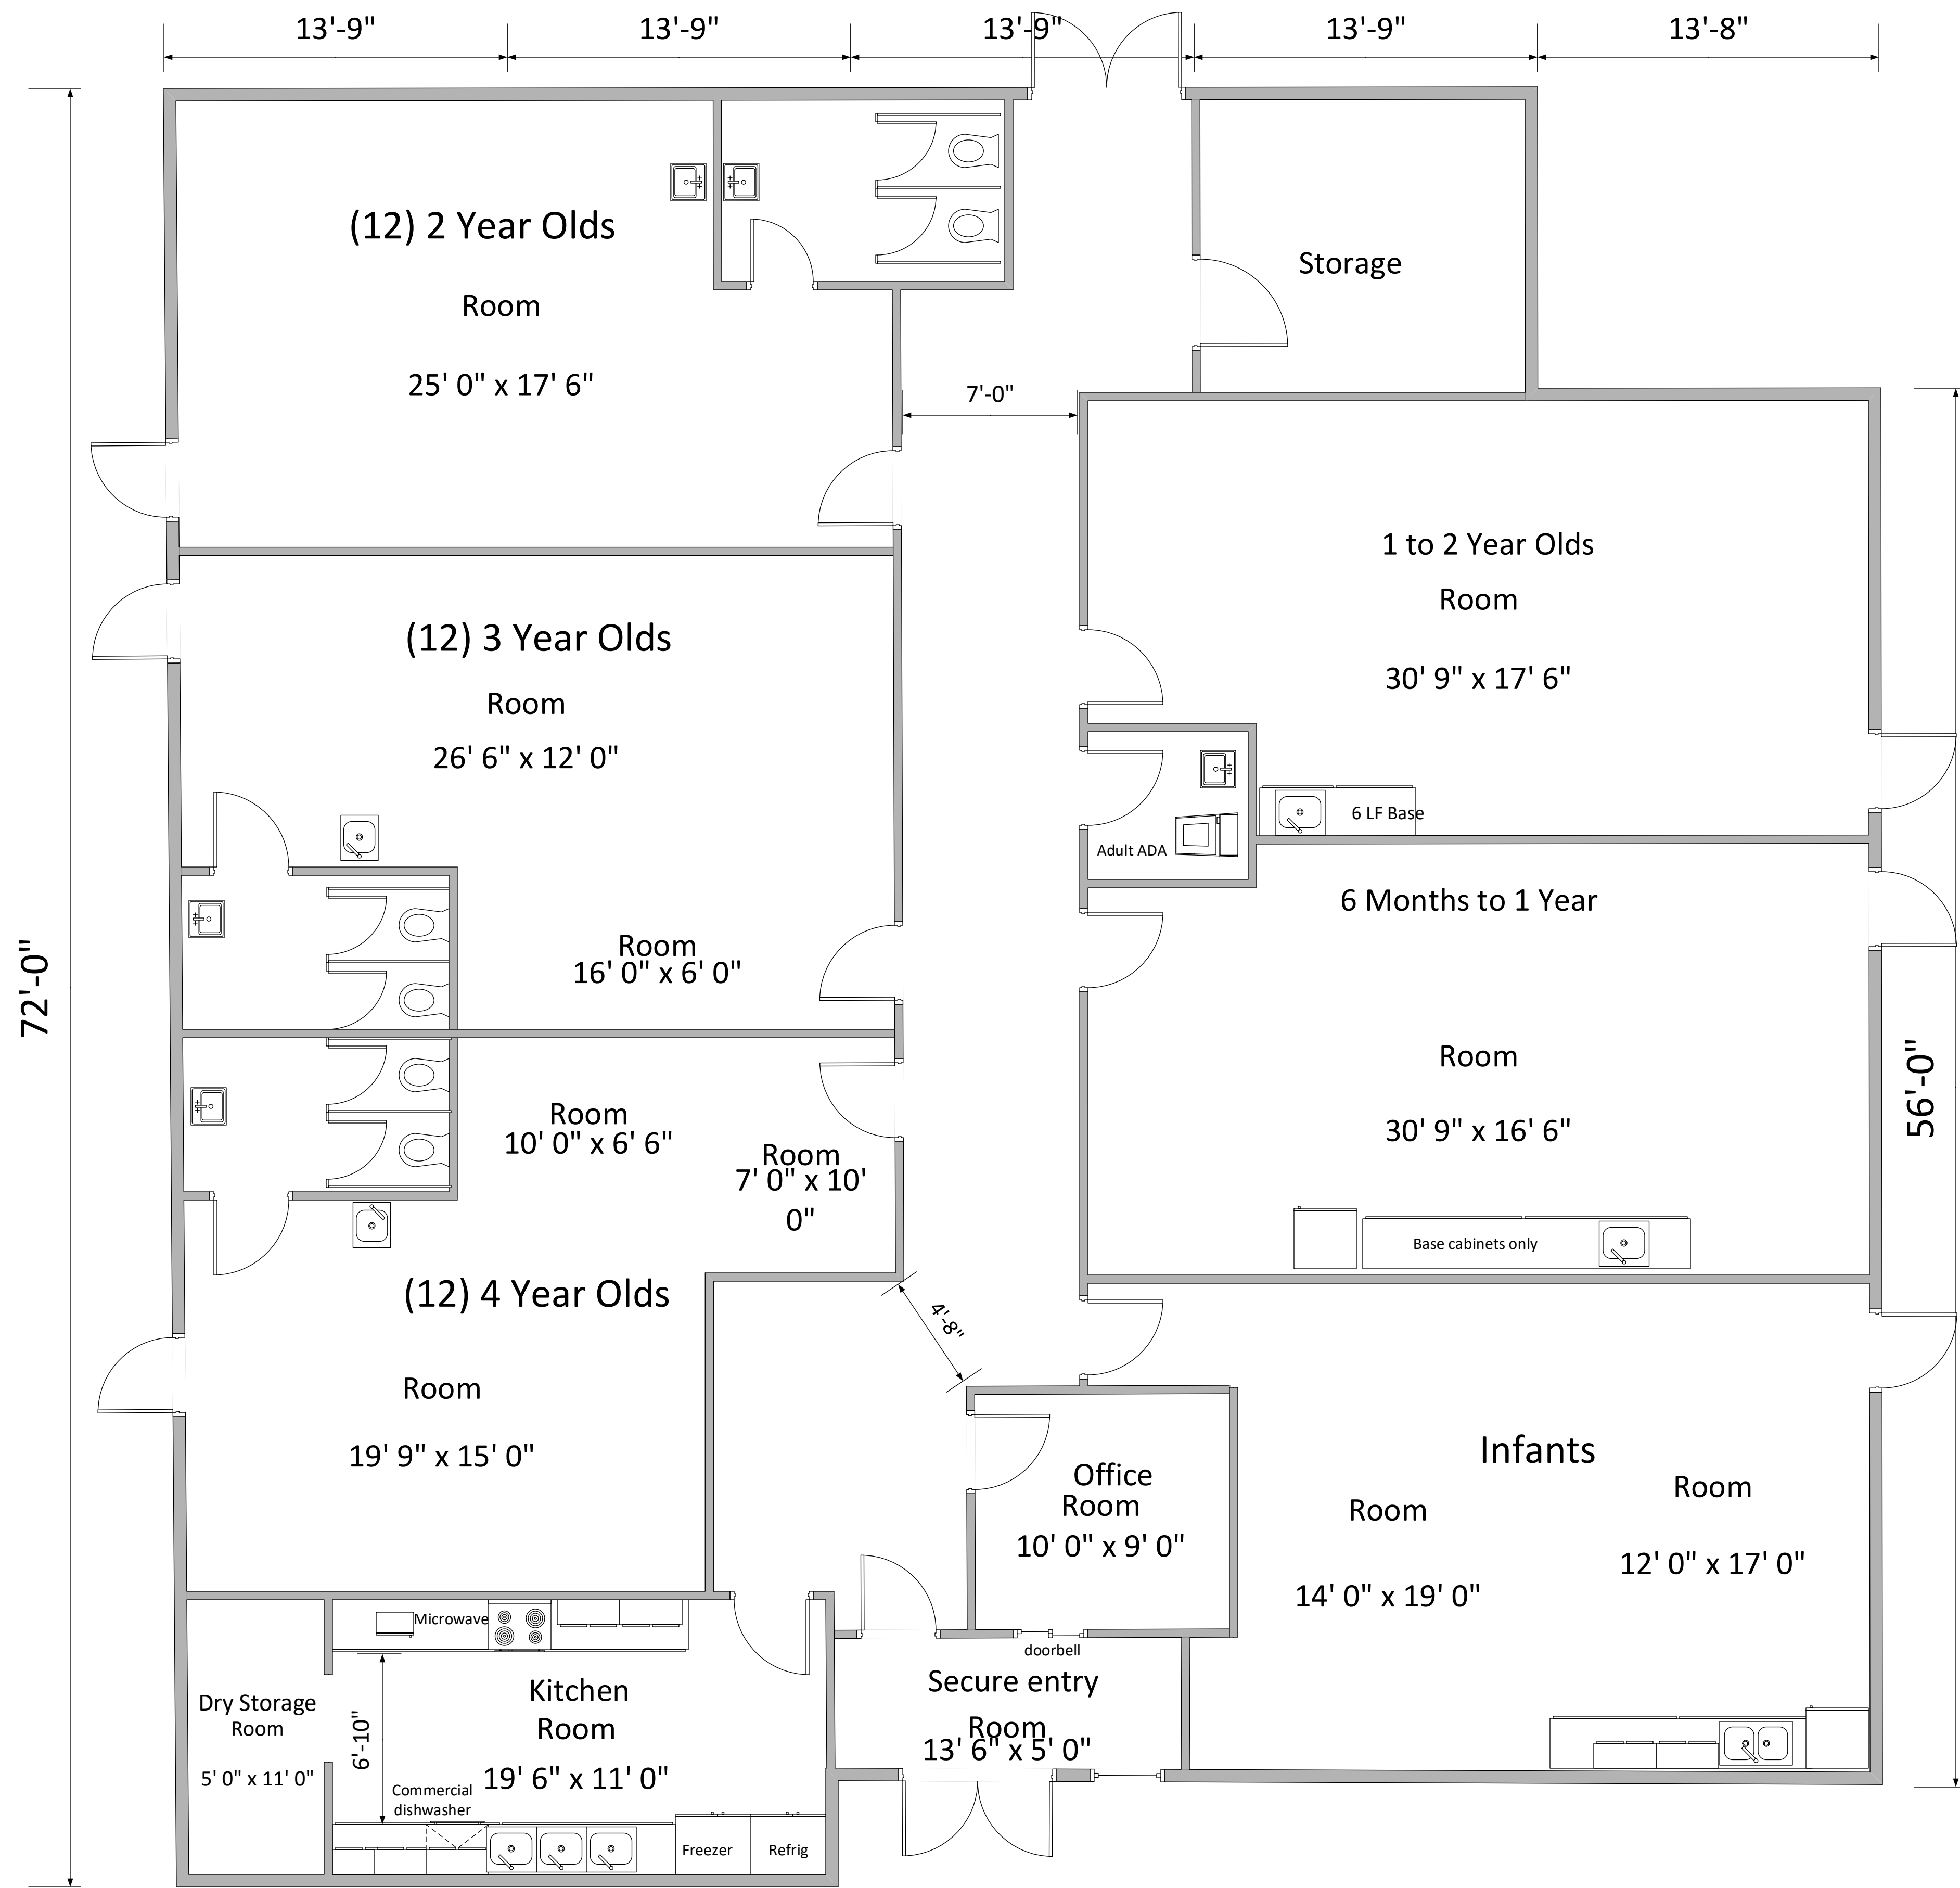 13'-9"
13'-9"
13'-9"
13'-9"
13'-8"
(12) 2 Year Olds
Room
25' 0" x 17' 6"
Storage
7'-0"
1 to 2 Year Olds
Room
30' 9" x 17' 6"
(12) 3 Year Olds
Room
26' 6" x 12' 0"
6 LF Base
Adult ADA
6 Months to 1 Year
Room
16' 0" x 6' 0"
72'-0"
Room
30' 9" x 16' 6"
56'-0"
Room
10' 0" x 6' 6"
Room
7' 0" x 10'
0"
Base cabinets only
(12) 4 Year Olds
4'-8"
Room
19' 9" x 15' 0"
Office
Room
10' 0" x 9' 0"
Infants
Room
14' 0" x 19' 0"
Room
12' 0" x 17' 0"
Microwave
doorbell
Secure entry
Room
13' 6" x 5' 0"
Dry Storage
Room
5' 0" x 11' 0"
6'-10"
Kitchen
Room
19' 6" x 11' 0"
Commercial
dishwasher
Freezer
Refrig